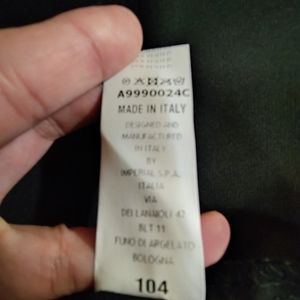 A9990024C
MADE IN ITALY
DESIGNED AND
MANUFACTURED
IN ITALY
BY
IMPERIAL S.P.A.
ITALIA
VIA
DEI LANAIOLI 42
BLT 11
FUNO DI ARGELATO
BOLOGNA
104